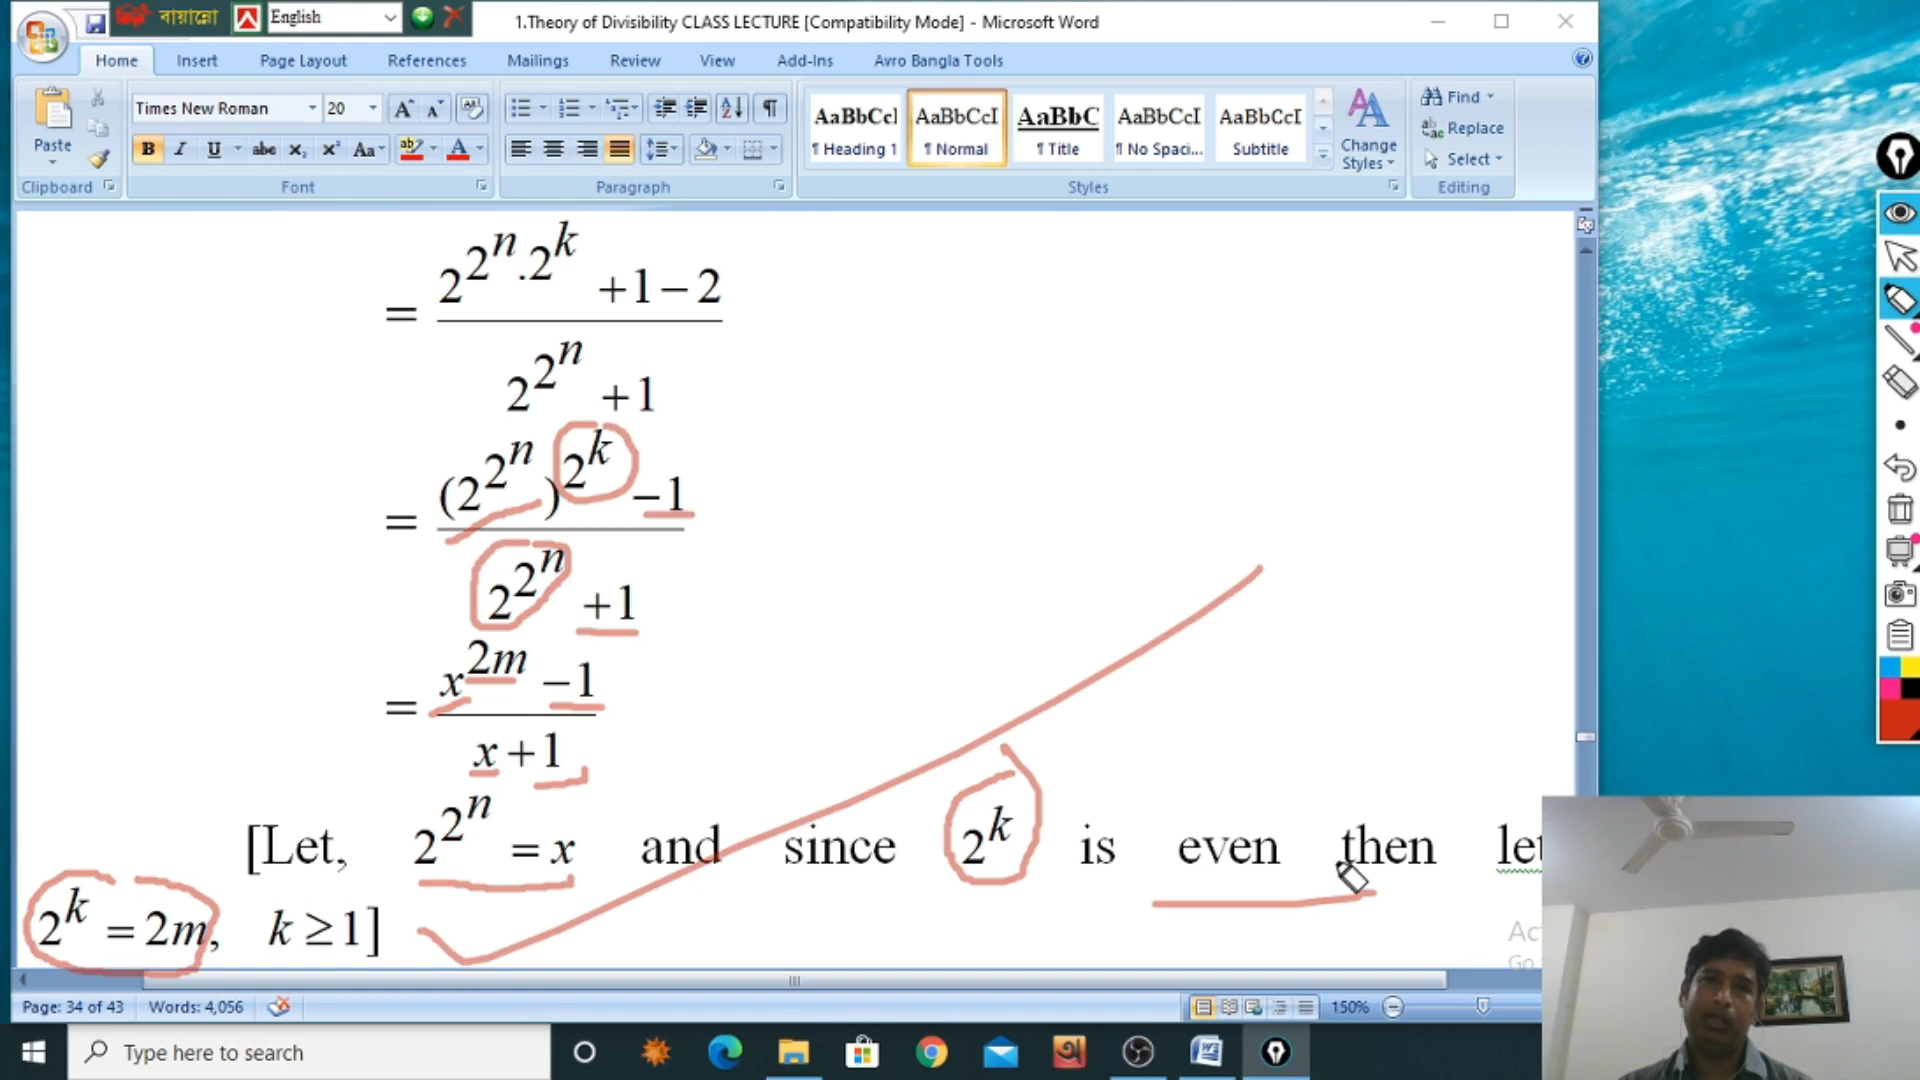 বায়ান্নো English 1.Theory of Divisibility CLASS LECTURE [Compatibility Mode] - Microsoft Word
Home Insert Page Layout References Mailings Review View Add-Ins Avro Bangla Tools
Times New Roman 20 AaBbCcI AaBbCcI AaBbC AaBbCcI AaBbCcI Find
Replace
Paste B I U abc x₂ x² Aa ¶ Heading 1 ¶ Normal ¶ Title ¶ No Spaci... Subtitle Change Styles Select
Clipboard Font Paragraph Styles Editing
= (2^{2^n.2^k} +1−2) / (2^{2^n} +1)
= ((2^{2^n})^{2^k} −1) / (2^{2^n} +1)
= (x^{2m} −1) / (x+1)
[Let, 2^{2^n} = x and since 2^k is even then let
2^k = 2m, k ≥ 1]
Page: 34 of 43 Words: 4,056 150%
Type here to search